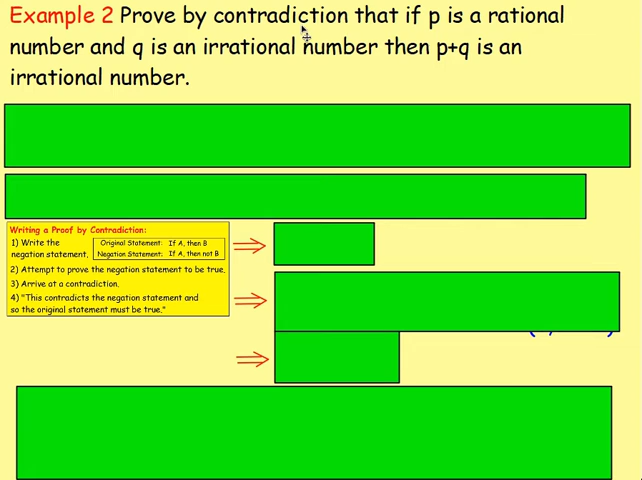 Example 2 Prove by contradiction that if p is a rational
number and q is an irrational number then p+q is an
irrational number.
Writing a Proof by Contradiction:
1) Write the
negation statement,
Original Statement: If A, then B
Negation Statement: If A, then not B
2) Attempt to prove the negation statement to be true.
3) Arrive at a contradiction.
4) "This contradicts the negation statement and
so the original statement must be true."
⇒
⇒
⇒